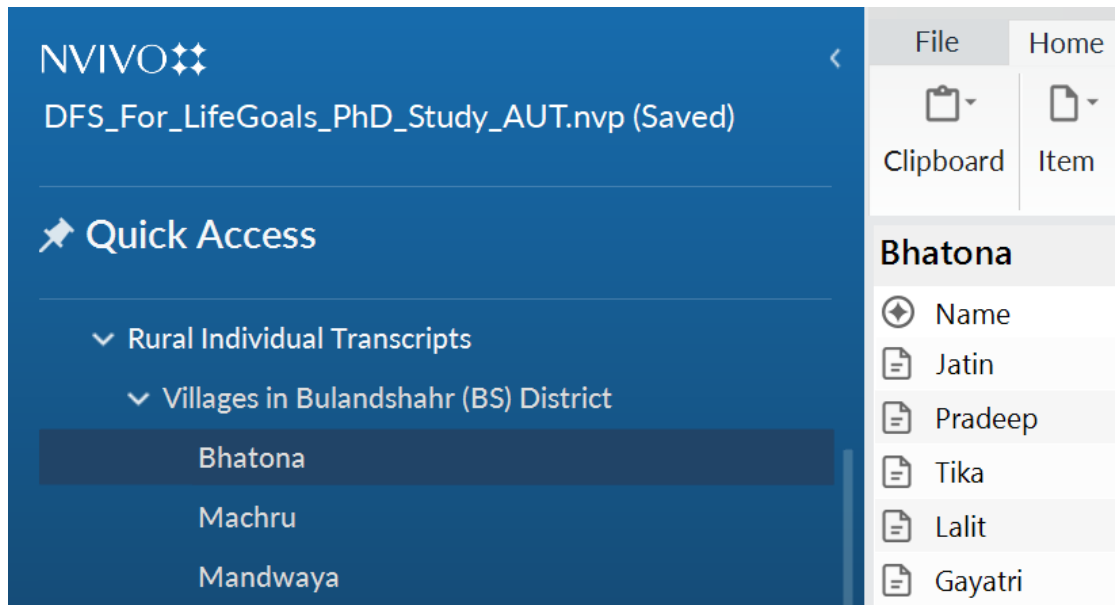 NVIVO
DFS_For_LifeGoals_PhD_Study_AUT.nvp (Saved)
Quick Access
Rural Individual Transcripts
Villages in Bulandshahr (BS) District
Bhatona
Machru
Mandwaya
File Home
Clipboard Item
Bhatona
Name
Jatin
Pradeep
Tika
Lalit
Gayatri